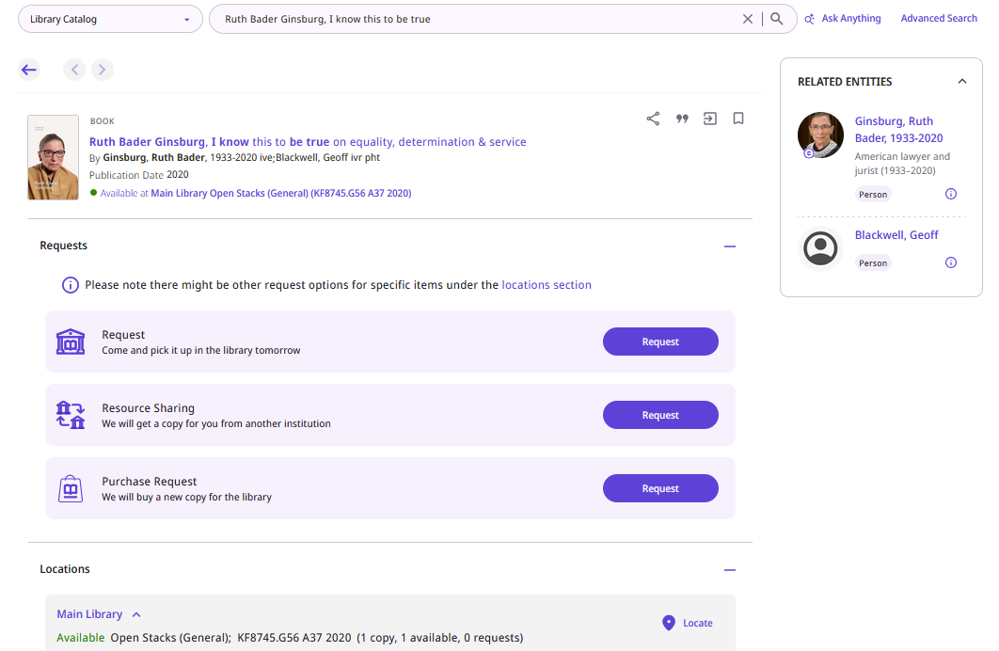 Library Catalog
Ruth Bader Ginsburg, I know this to be true
Ask Anything
Advanced Search
BOOK
Ruth Bader Ginsburg, I know this to be true on equality, determination & service
By Ginsburg, Ruth Bader, 1933-2020 ive;Blackwell, Geoff ivr pht
Publication Date 2020
Available at Main Library Open Stacks (General) (KF8745.G56 A37 2020)
Requests
Please note there might be other request options for specific items under the locations section
Request
Come and pick it up in the library tomorrow
Request
Resource Sharing
We will get a copy for you from another institution
Request
Purchase Request
We will buy a new copy for the library
Request
Locations
Main Library
Available Open Stacks (General); KF8745.G56 A37 2020 (1 copy, 1 available, 0 requests)
Locate
RELATED ENTITIES
Ginsburg, Ruth
Bader, 1933-2020
American lawyer and
jurist (1933–2020)
Person
Blackwell, Geoff
Person